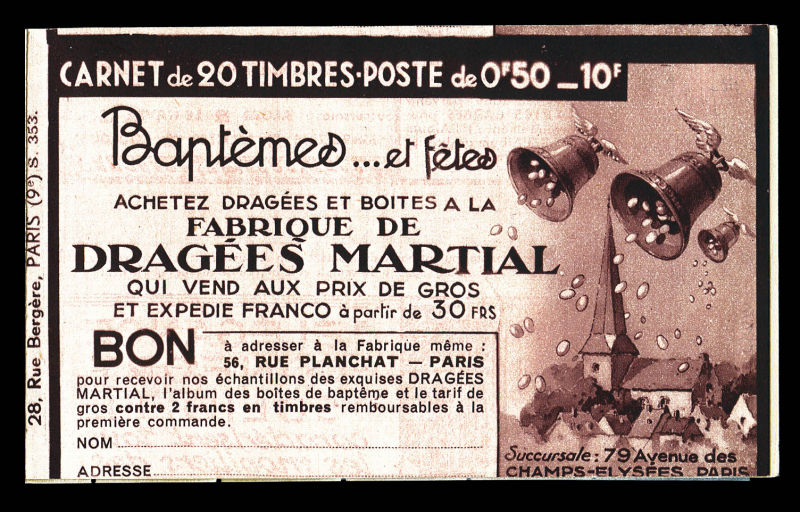 CARNET de 20 TIMBRES-POSTE de 0F50 _ 10F
Baptêmes...et fêtes
ACHETEZ DRAGÉES ET BOITES A LA
FABRIQUE DE
DRAGÉES MARTIAL
QUI VEND AUX PRIX DE GROS
ET EXPEDIE FRANCO à partir de 30 FRS
BON
à adresser à la Fabrique même :
56, RUE PLANCHAT — PARIS
pour recevoir nos échantillons des exquises DRAGÉES
MARTIAL, l'album des boîtes de baptême et le tarif de
gros contre 2 francs en timbres remboursables à la
première commande.
NOM
ADRESSE
Succursale : 79 Avenue des
CHAMPS-ELYSÉES PARIS
28, Rue Bergère, PARIS (9e) S. 353.